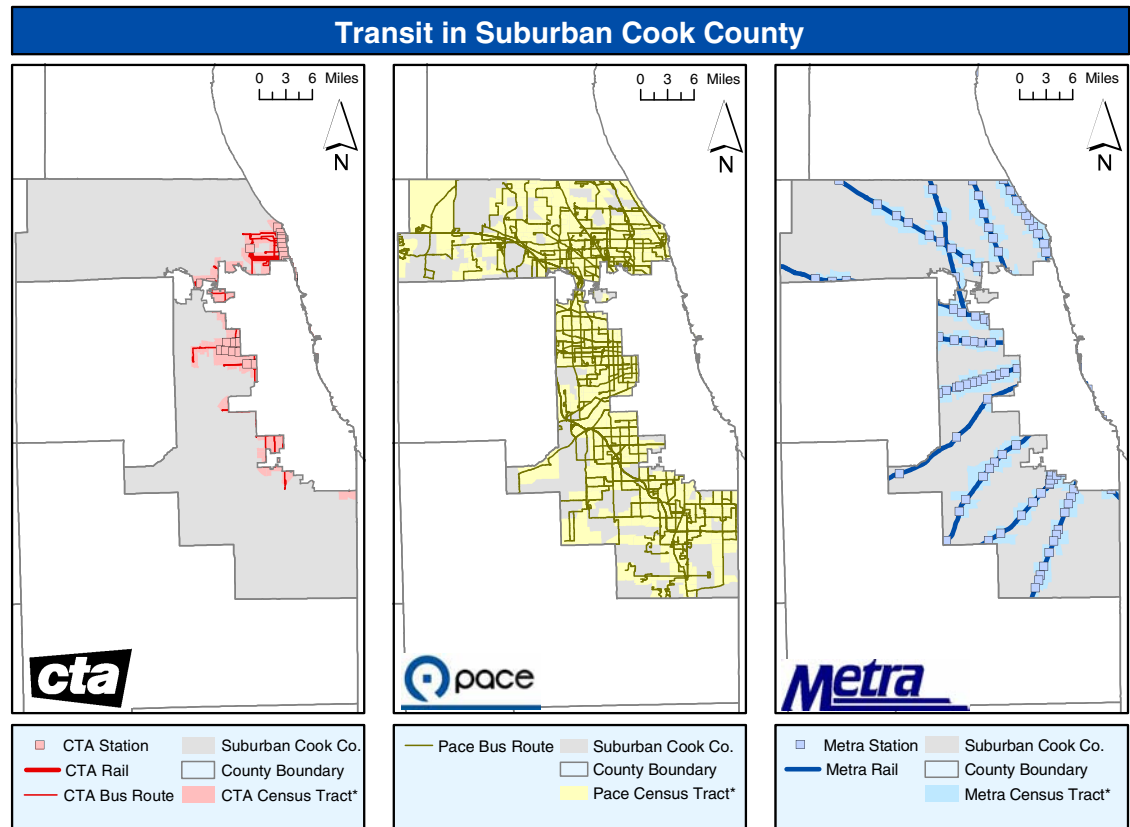 Transit in Suburban Cook County
0 3 6 Miles
N
cta
CTA Station
CTA Rail
CTA Bus Route
Suburban Cook Co.
County Boundary
CTA Census Tract*
0 3 6 Miles
N
pace
Pace Bus Route
Suburban Cook Co.
County Boundary
Pace Census Tract*
0 3 6 Miles
N
Metra
Metra Station
Metra Rail
Suburban Cook Co.
County Boundary
Metra Census Tract*